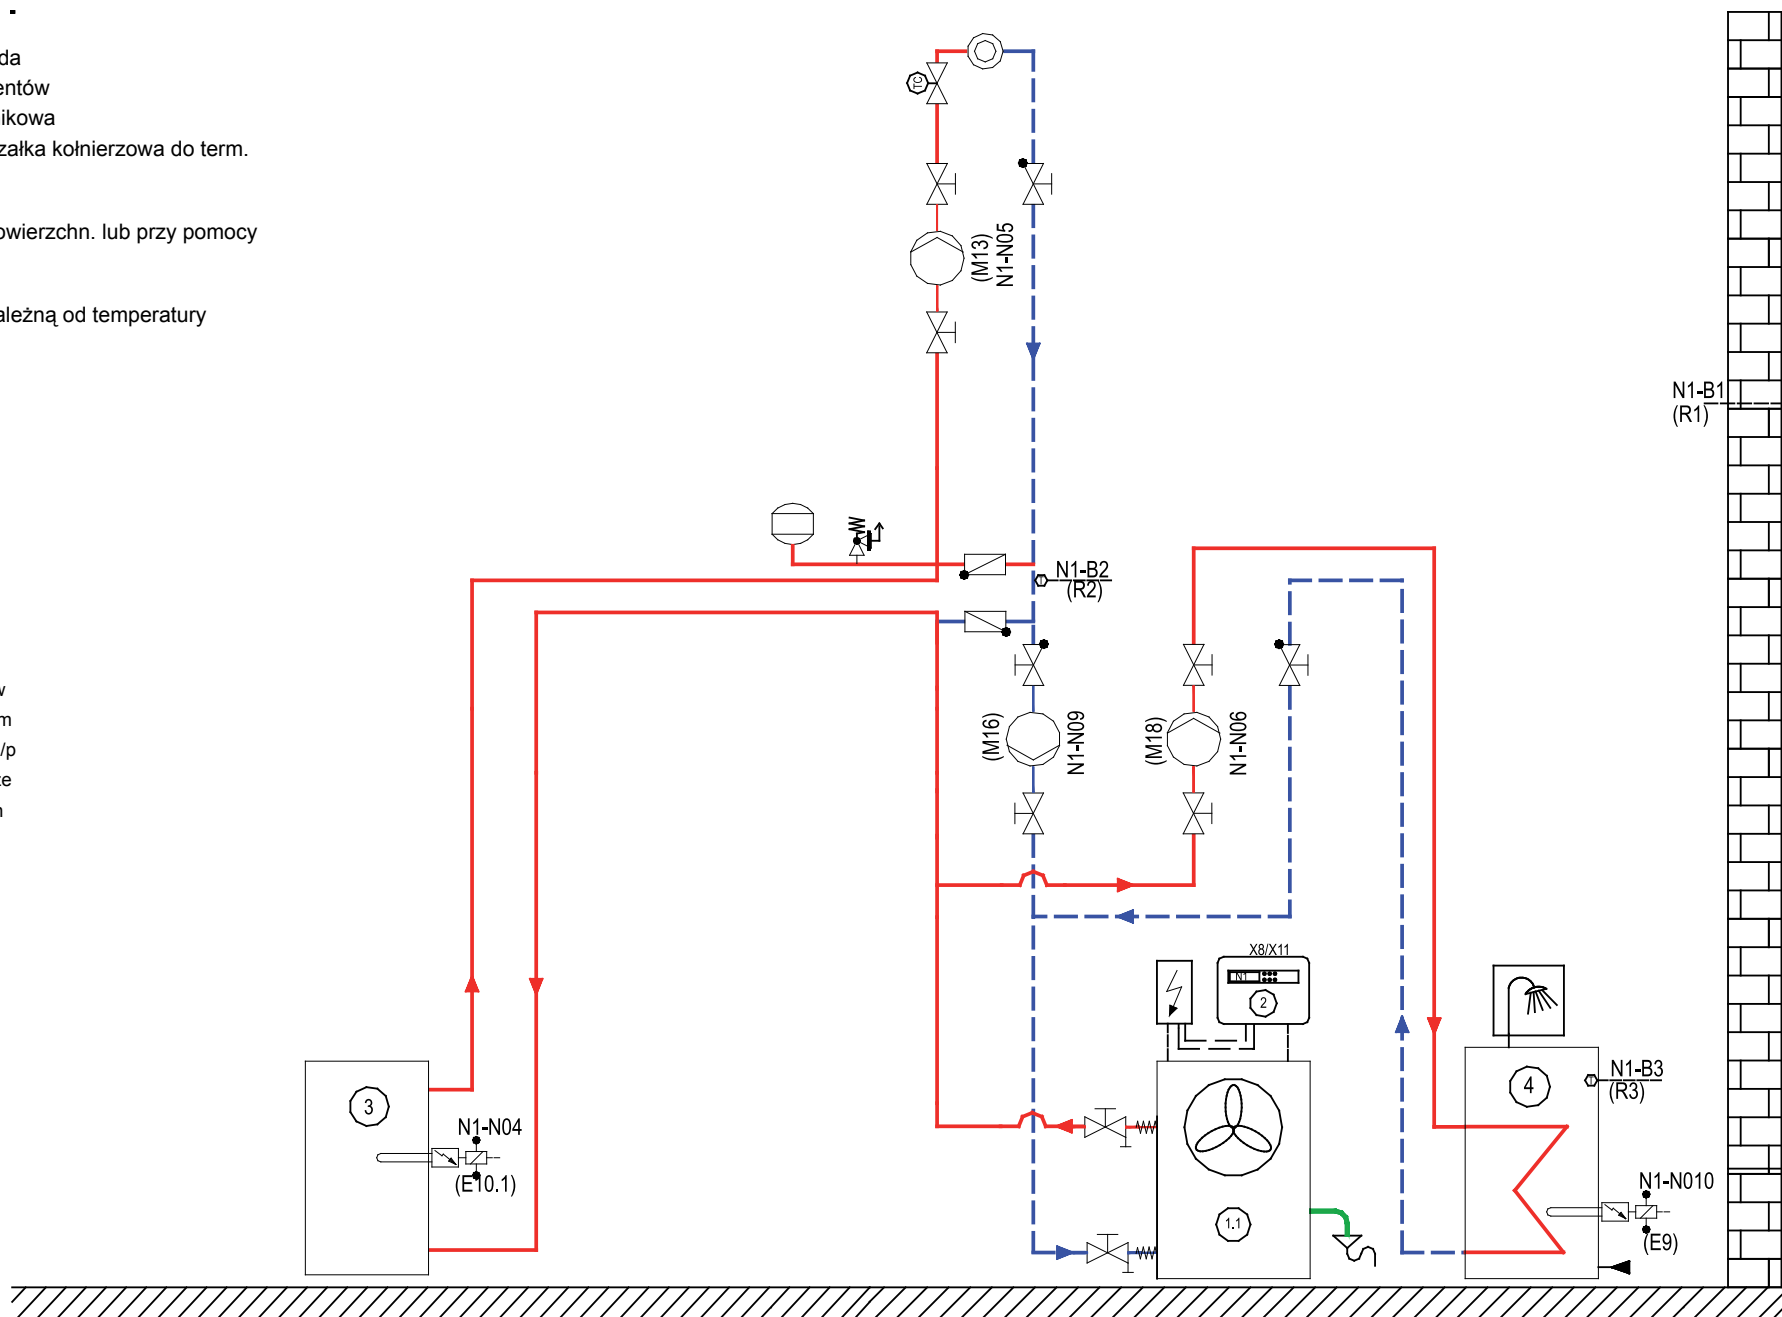 da
entów
ikowa
załka kołnierzowa do term.
owierzchn. lub przy pomocy
ależną od temperatury
TC
(M13)
N1-N05
N1-B1
(R1)
T
N1-B2
(R2)
w
m
/p
że
n
(M16)
N1-N09
(M18)
N1-N06
X8/X11
N1
2
3
N1-N04
(E10.1)
1.1
4
T
N1-B3
(R3)
N1-N010
(E9)